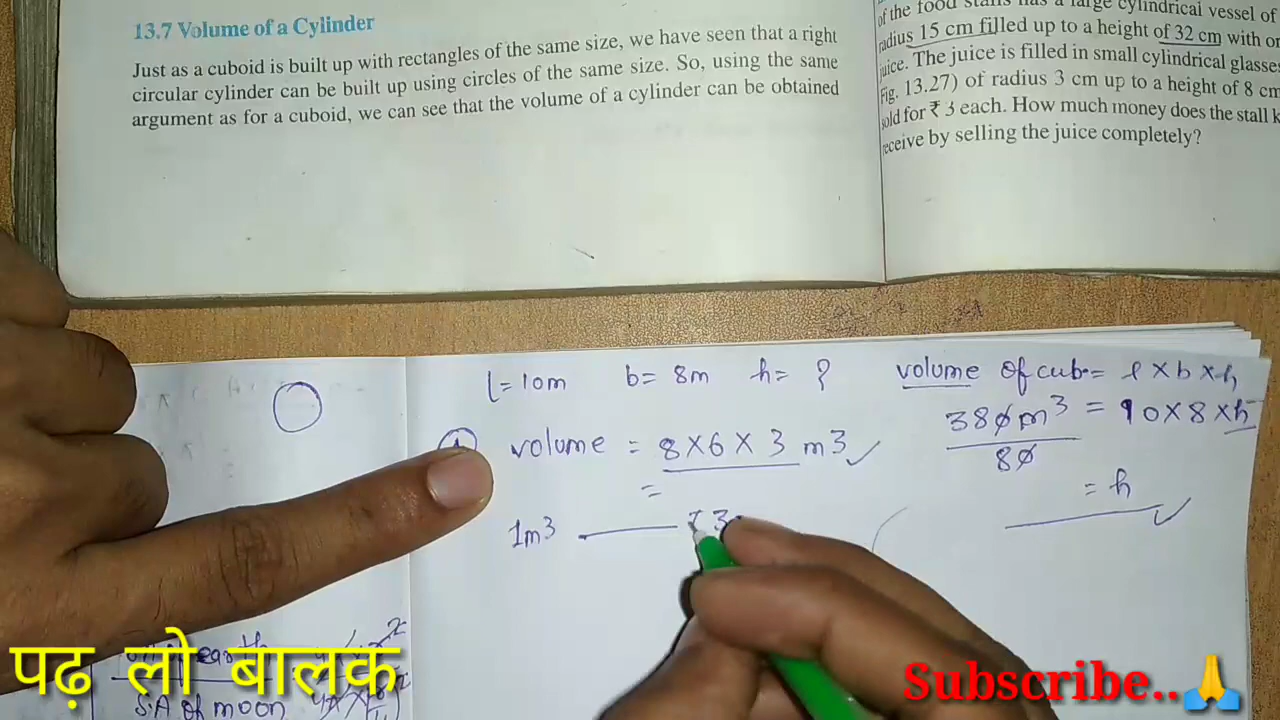 13.7 Volume of a Cylinder
Just as a cuboid is built up with rectangles of the same size, we have seen that a right
circular cylinder can be built up using circles of the same size. So, using the same
argument as for a cuboid, we can see that the volume of a cylinder can be obtained
of the food stalls has a large cylindrical vessel of
radius 15 cm filled up to a height of 32 cm with
juice. The juice is filled in small cylindrical
Fig. 13.27) of radius 3 cm up to a height of 8 cm
sold for ₹ 3 each. How much money does the stall
receive by selling the juice completely?
l = 10m b = 8m h = ?
volume of cub. = l × b × h
380 m3 = 10 × 8 × h
80
= h
volume = 8 × 6 × 3 m3
=
1m3 ₹ 3
S.A of moon
पढ़ लो बालक
Subscribe..🙏